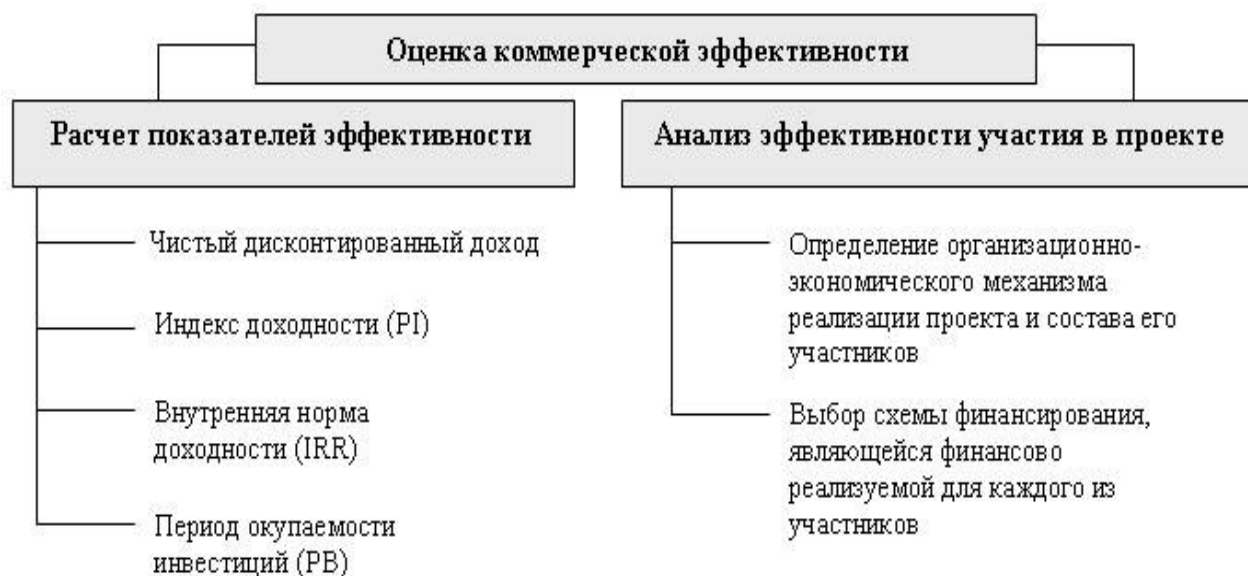 Оценка коммерческой эффективности
Расчет показателей эффективности
Чистый дисконтированный доход
Индекс доходности (PI)
Внутренняя норма
доходности (IRR)
Период окупаемости
инвестиций (PB)
Анализ эффективности участия в проекте
Определение организационно-
экономического механизма
реализации проекта и состава его
участников
Выбор схемы финансирования,
являющейся финансово
реализуемой для каждого из
участников